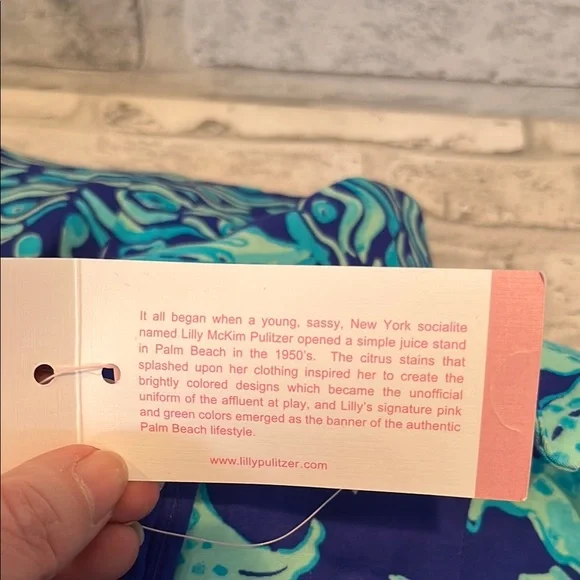 It all began when a young, sassy, New York socialite
named Lilly McKim Pulitzer opened a simple juice stand
in Palm Beach in the 1950's. The citrus stains that
splashed upon her clothing inspired her to create the
brightly colored designs which became the unofficial
uniform of the affluent at play, and Lilly's signature pink
and green colors emerged as the banner of the authentic
Palm Beach lifestyle.
www.lillypulitzer.com